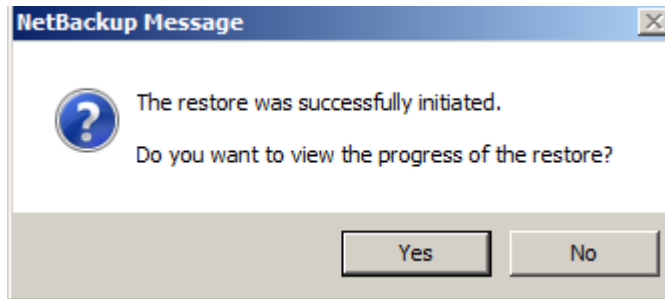 NetBackup Message
The restore was successfully initiated.
Do you want to view the progress of the restore?
Yes No